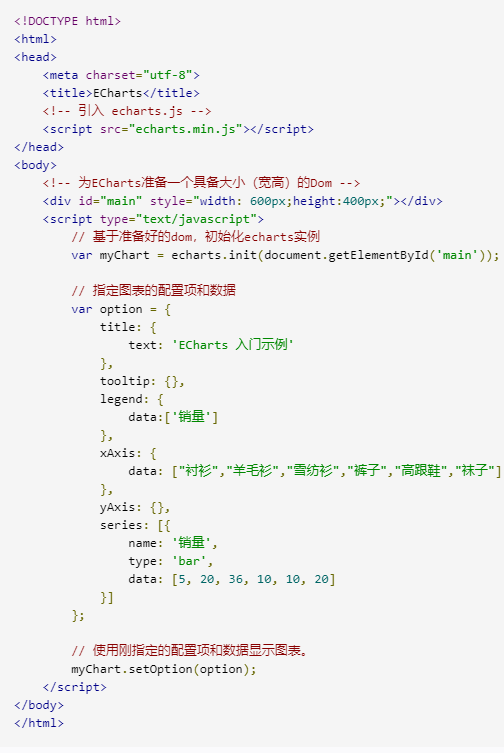 <!DOCTYPE html>
<html>
<head>
    <meta charset="utf-8">
    <title>ECharts</title>
    <!-- 引入 echarts.js -->
    <script src="echarts.min.js"></script>
</head>
<body>
    <!-- 为ECharts准备一个具备大小（宽高）的Dom -->
    <div id="main" style="width: 600px;height:400px;"></div>
    <script type="text/javascript">
        // 基于准备好的dom，初始化echarts实例
        var myChart = echarts.init(document.getElementById('main'));

        // 指定图表的配置项和数据
        var option = {
            title: {
                text: 'ECharts 入门示例'
            },
            tooltip: {},
            legend: {
                data:['销量']
            },
            xAxis: {
                data: ["衬衫","羊毛衫","雪纺衫","裤子","高跟鞋","袜子"]
            },
            yAxis: {},
            series: [{
                name: '销量',
                type: 'bar',
                data: [5, 20, 36, 10, 10, 20]
            }]
        };

        // 使用刚指定的配置项和数据显示图表。
        myChart.setOption(option);
    </script>
</body>
</html>